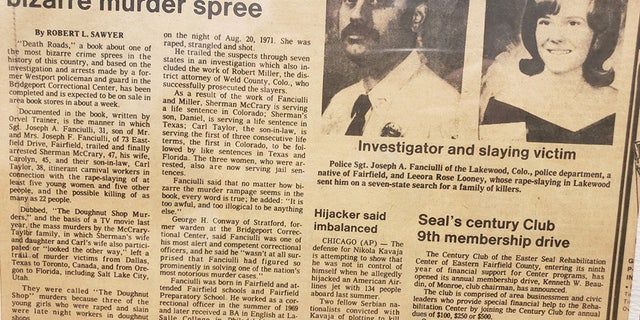 bizarre murder spree
By ROBERT L. SAWYER
"Death Roads," a book about one of
the most bizarre crime sprees in the
history of this country, and based on the
investigation and arrests made by a for-
mer Westport policeman and guard in the
Bridgeport Correctional Center, has been
completed and is expected to be on sale in
area book stores in about a week.
Documented in the book, written by
Orvel Trainer, is the manner in which
Sgt. Joseph A. Fanciulli, 31, son of Mr.
and Mrs. Joseph F. Fanciulli, of 73 East-
field Drive, Fairfield, trailed and finally
arrested Sherman McCrary, 47, his wife,
Carolyn, 45, and their son-in-law, Carl
Taylor, 38, itinerant carnival workers in
connection with the rape-slaying of at
least five young women and five other
people, and the possible killing of as
many as 22 people.
Dubbed, "The Doughnut Shop Mur-
ders," and the basis of a TV movie last
year, the mass murders by the McCrary-
Taylor family, in which Sherman's wife
and daughter and Carl's wife also partici-
pated or "looked the other way," left a
trail of murder victims from Dallas,
Texas to Toronto, Canada, and from Ore-
gon to Florida, including Salt Lake City,
Utah.
They were called "The Doughnut
Shop" murders because three of the
young girls who were raped and slain
were late night workers in doughnut
on the night of Aug. 20, 1971. She was
raped, strangled and shot.
He trailed the suspects through seven
states in an investigation which also in-
cluded the work of Robert Miller, the dis-
trict attorney of Weld County, Colo., who
successfully prosecuted the slayers.
As a result of the work of Fanciulli
and Miller, Sherman McCrary is serving
a life sentence in Colorado; Sherman's
son, Daniel, is serving a life sentence in
Texas; Carl Taylor, the son-in-law, is
serving the first of three consecutive life
terms, the first in Colorado, to be fol-
lowed by like sentences in Texas and
Florida. The three women, who were ar-
rested, also are now serving jail sen-
tences.
Fanciulli said that no matter how bi-
zarre the murder rampage seems in the
book, every word is true; he added: "It is
too awful, and too illogical to be anything
else."
George H. Conway of Stratford, for-
mer warden at the Bridgeport Correc-
tional Center, said Fanciulli was one of
his most alert and competent correctional
officers, and he said he "wasn't at all sur-
prised that Fanciulli had figured so
prominently in solving one of the nation's
most notorious murder cases."
Fanciulli was born in Fairfield and at-
tended Fairfield schools and Fairfield
Preparatory School. He worked as a cor-
rectional officer in the summer of 1969
and later received a BA in English at La
Salle College in
Investigator and slaying victim
Police Sgt. Joseph A. Fanciulli of the Lakewood, Colo., police department, a
native of Fairfield, and Leeora Rose Looney, whose rape-slaying in Lakewood
sent him on a seven-state search for a family of killers.
Hijacker said
imbalanced
CHICAGO (AP) — The
defense for Nikola Kavaja
is attempting to show that
he was not in control of
himself when he allegedly
hijacked an American Air-
lines jet with 134 people
aboard last summer.
Two fellow Serbian na-
tionalists convicted with
Kavaja of plotting to kill
Seal's century Club
9th membership drive
The Century Club of the Easter Seal Rehabilitation
Center of Eastern Fairfield County, entering its ninth
year of financial support for Center programs, has
opened its annual membership drive, Kenneth W. Beau-
din, of Monroe, club chairman, has announced.
The club is comprised of area businesses and civic
leaders who provide special financial help to the Rehab-
ilitation Center by joining the Century Club for annual
dues of $100, $250 or $500.